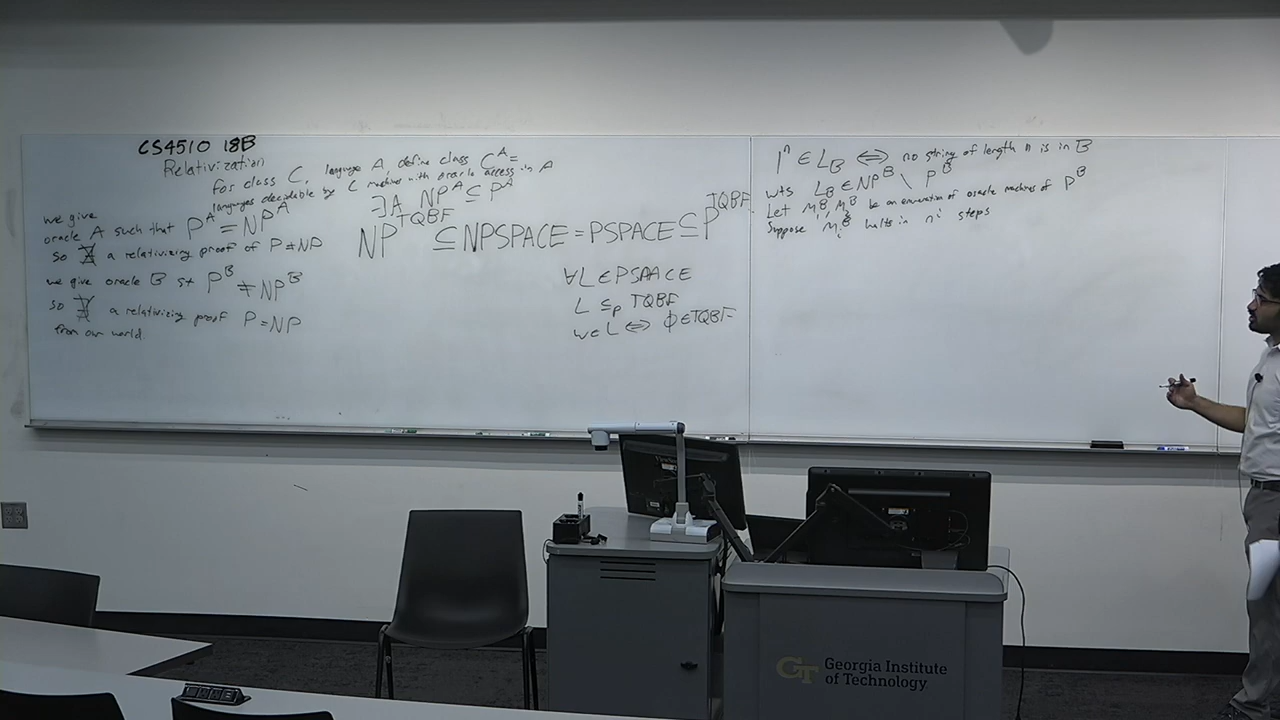 CS4510 18B
Relativization
for class C, language A, define class C^A =
languages decidable by C machines with oracle access in A
∃A NP^A ⊆ P^A
we give
oracle A such that P^A = NP^A
so ∄ a relativizing proof of P≠NP
we give oracle B st P^B ≠ NP^B
so ∄ a relativizing proof P=NP
from our world.
NP^TQBF ⊆ NPSPACE = PSPACE ⊆ P^TQBF
∀L ∈ PSAACE
L ≤p TQBF
w∈L ⇔ ϕ∈TQBF
1^n ∈ L_B ⇔ no string of length n is in B
wts L_B ∈ NP^B \ P^B
Let M_1^B, M_2^B be an enumeration of oracle machines of P^B
Suppose M_i^B halts in n^i steps
GT Georgia Institute
of Technology